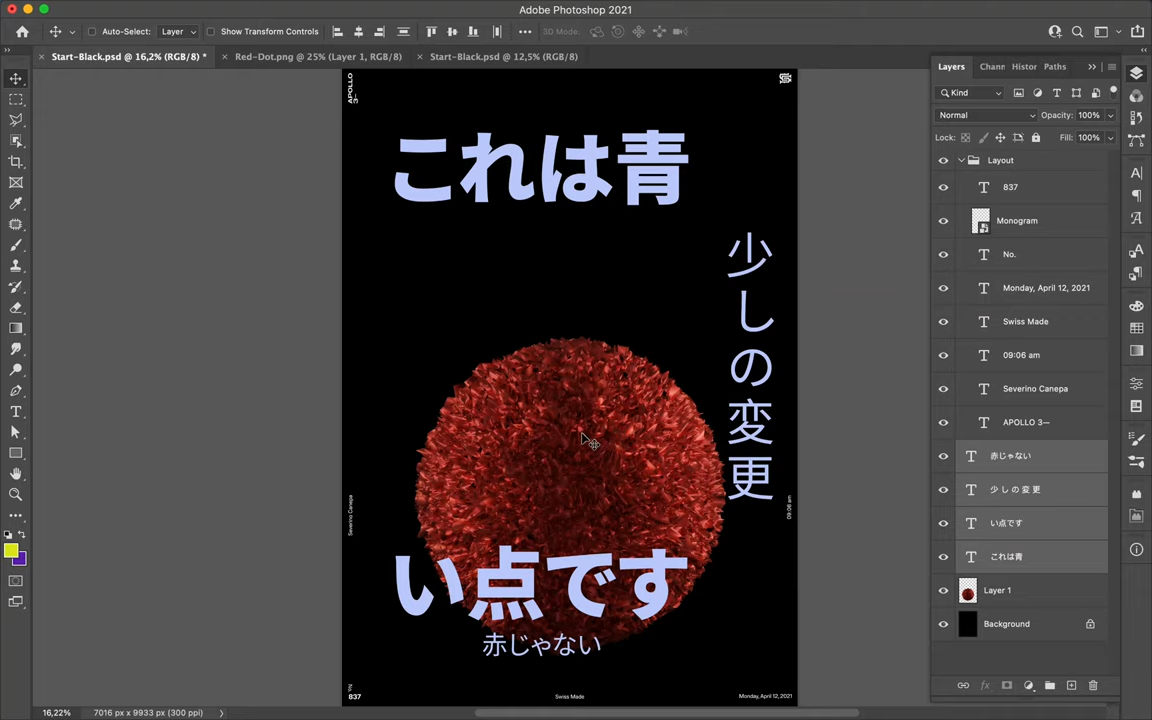 Adobe Photoshop 2021
Auto-Select:
Layer
Show Transform Controls
3D Mode:
Start-Black.psd @ 16,2% (RGB/8) *
Red-Dot.png @ 25% (Layer 1, RGB/8)
Start-Black.psd @ 12,5% (RGB/8)
APOLLO
3—
これは青
少しの変更
い点です
赤じゃない
Severino Canepa
09:06 am
No.
837
Swiss Made
Monday, April 12, 2021
Layers
Chann
Histor
Paths
Kind
Normal
Opacity: 100%
Lock:
Fill: 100%
Layout
837
Monogram
No.
Monday, April 12, 2021
Swiss Made
09:06 am
Severino Canepa
APOLLO 3—
赤じゃない
少しの変更
い点です
これは青
Layer 1
Background
16,22%
7016 px x 9933 px (300 ppi)